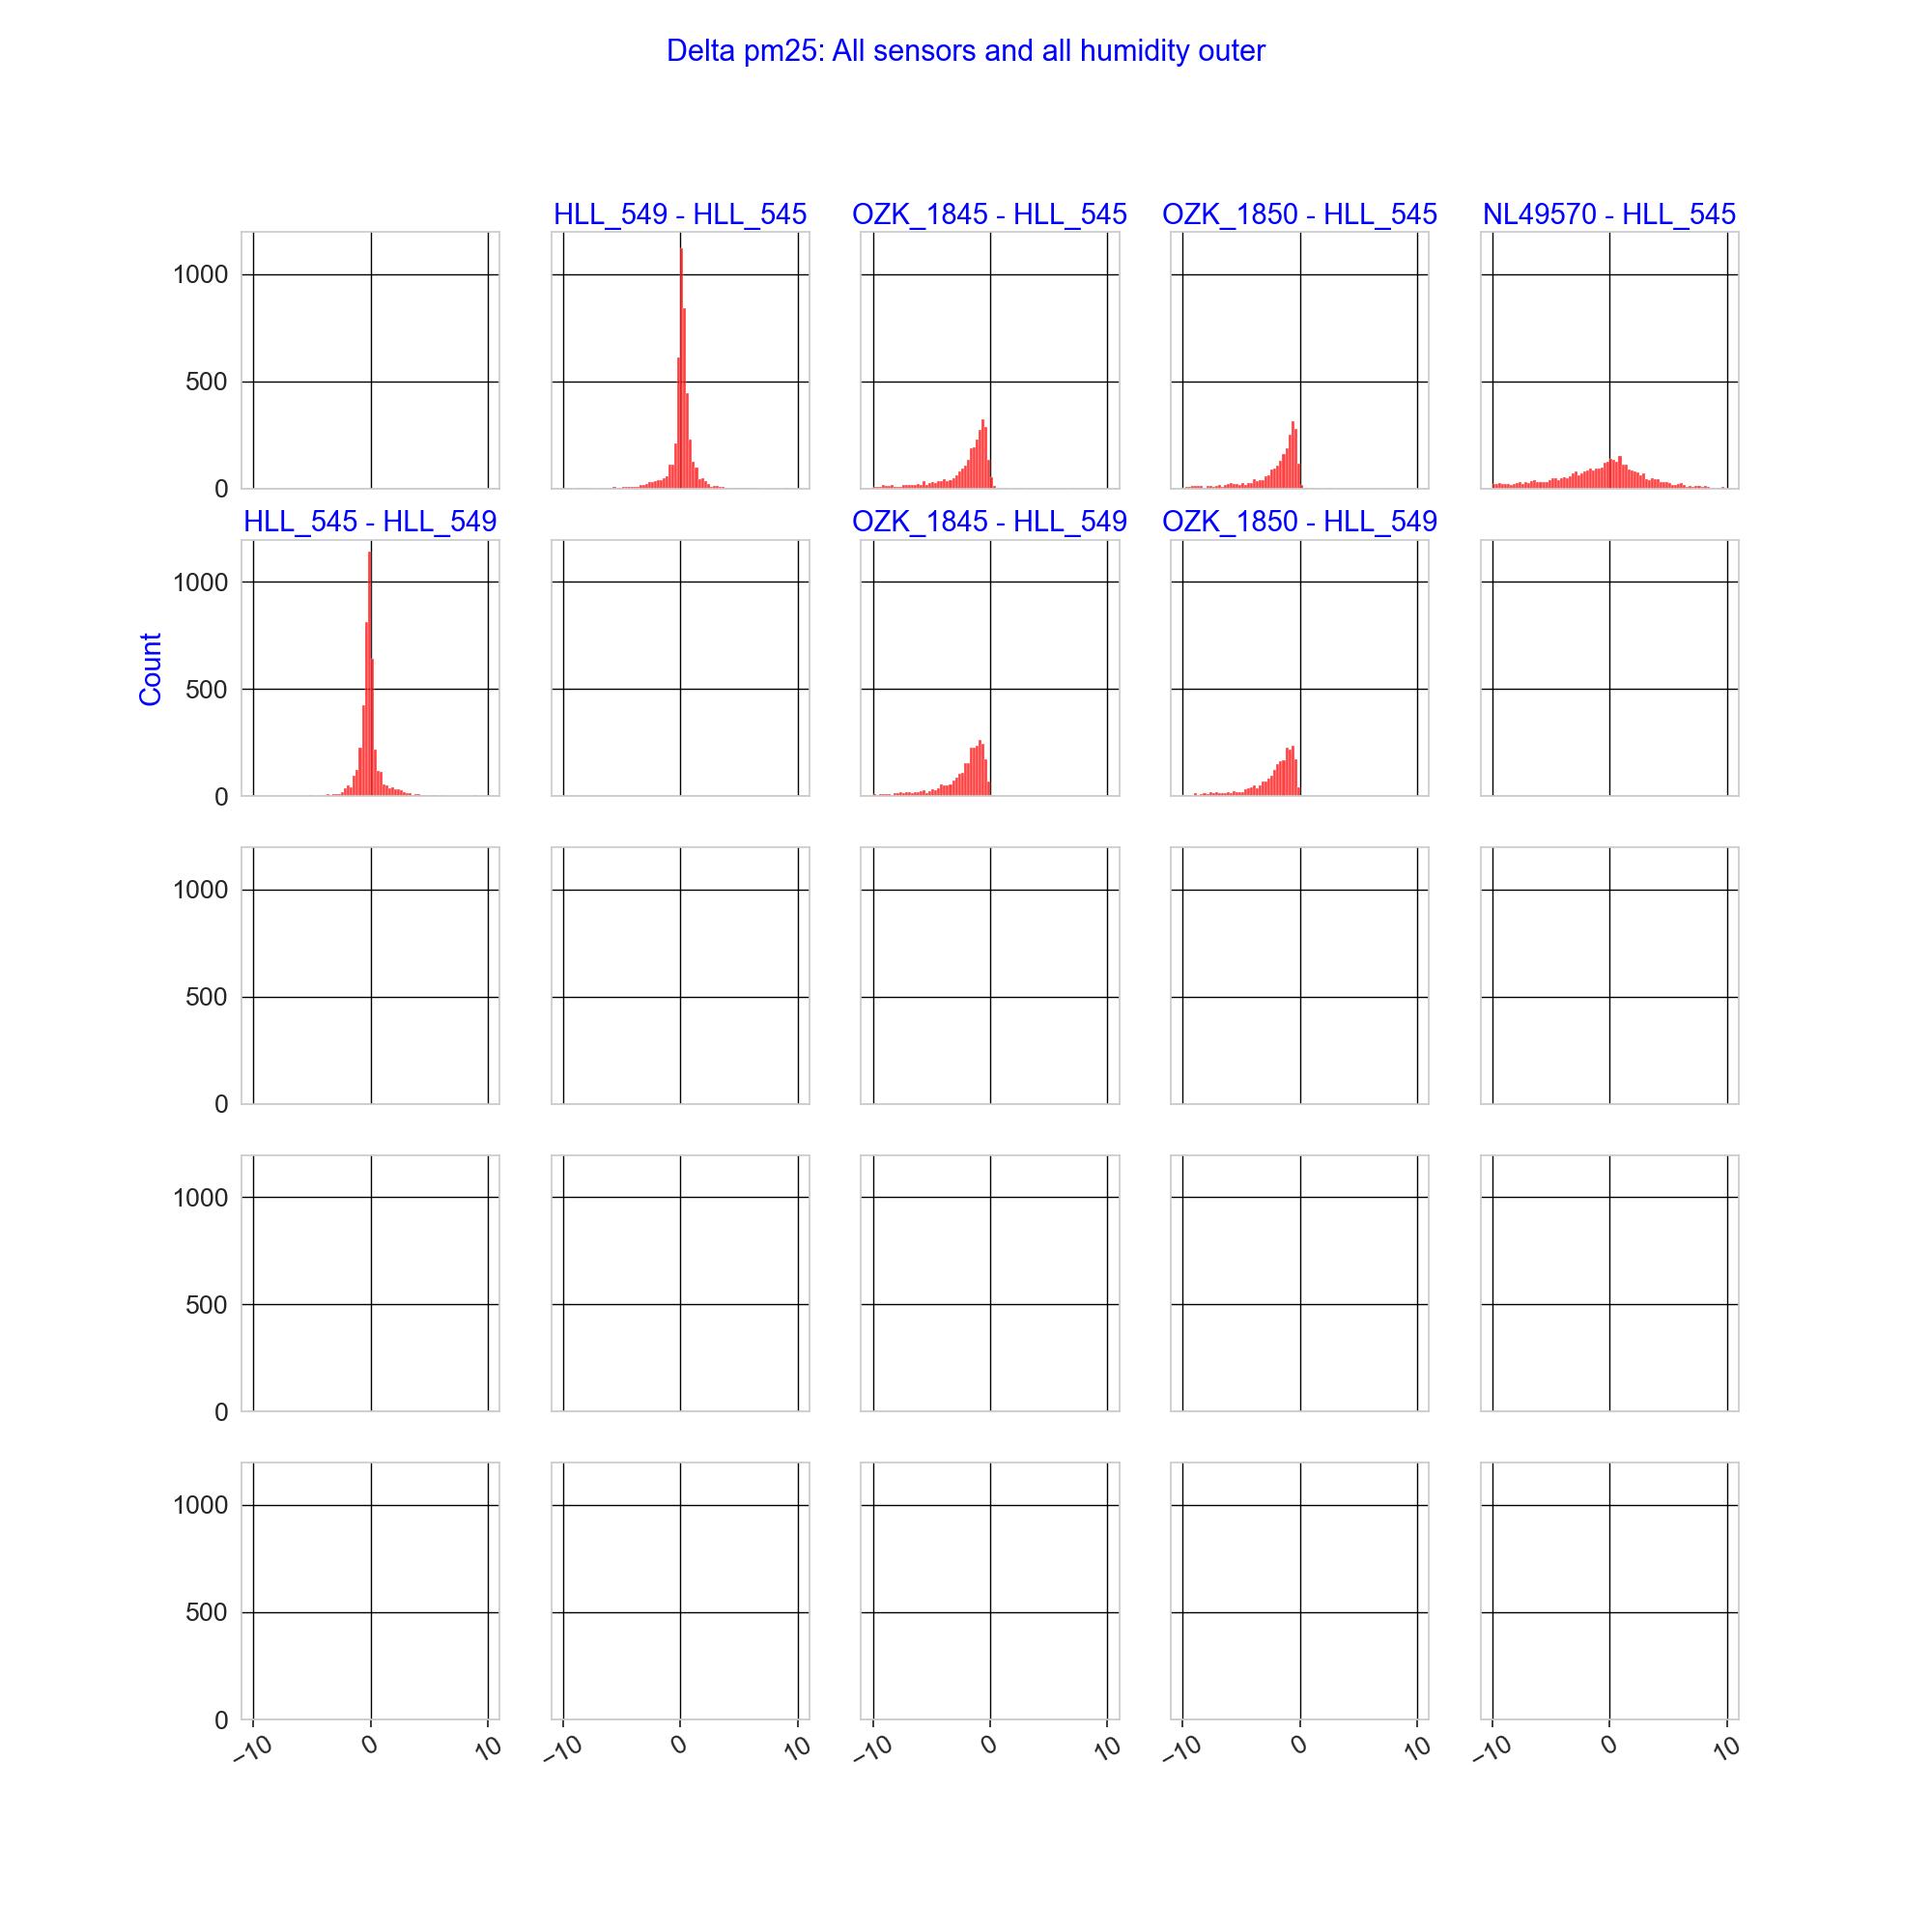 Delta pm25: All sensors and all humidity outer
HLL_549 - HLL_545
OZK_1845 - HLL_545
OZK_1850 - HLL_545
NL49570 - HLL_545
1000
500
0
HLL_545 - HLL_549
OZK_1845 - HLL_549
OZK_1850 - HLL_549
Count
1000
500
0
1000
500
0
1000
500
0
1000
500
0
−10 0 10
−10 0 10
−10 0 10
−10 0 10
−10 0 10